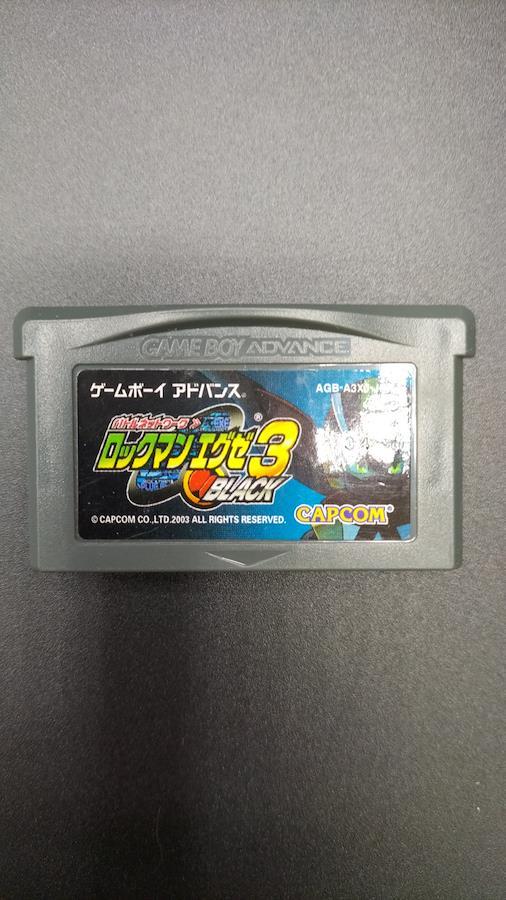 GAME BOY ADVANCE
ゲームボーイ アドバンス®
バトルネットワーク
ロックマン エグゼ3®
BLACK
© CAPCOM CO.,LTD.2003 ALL RIGHTS RESERVED.
CAPCOM®